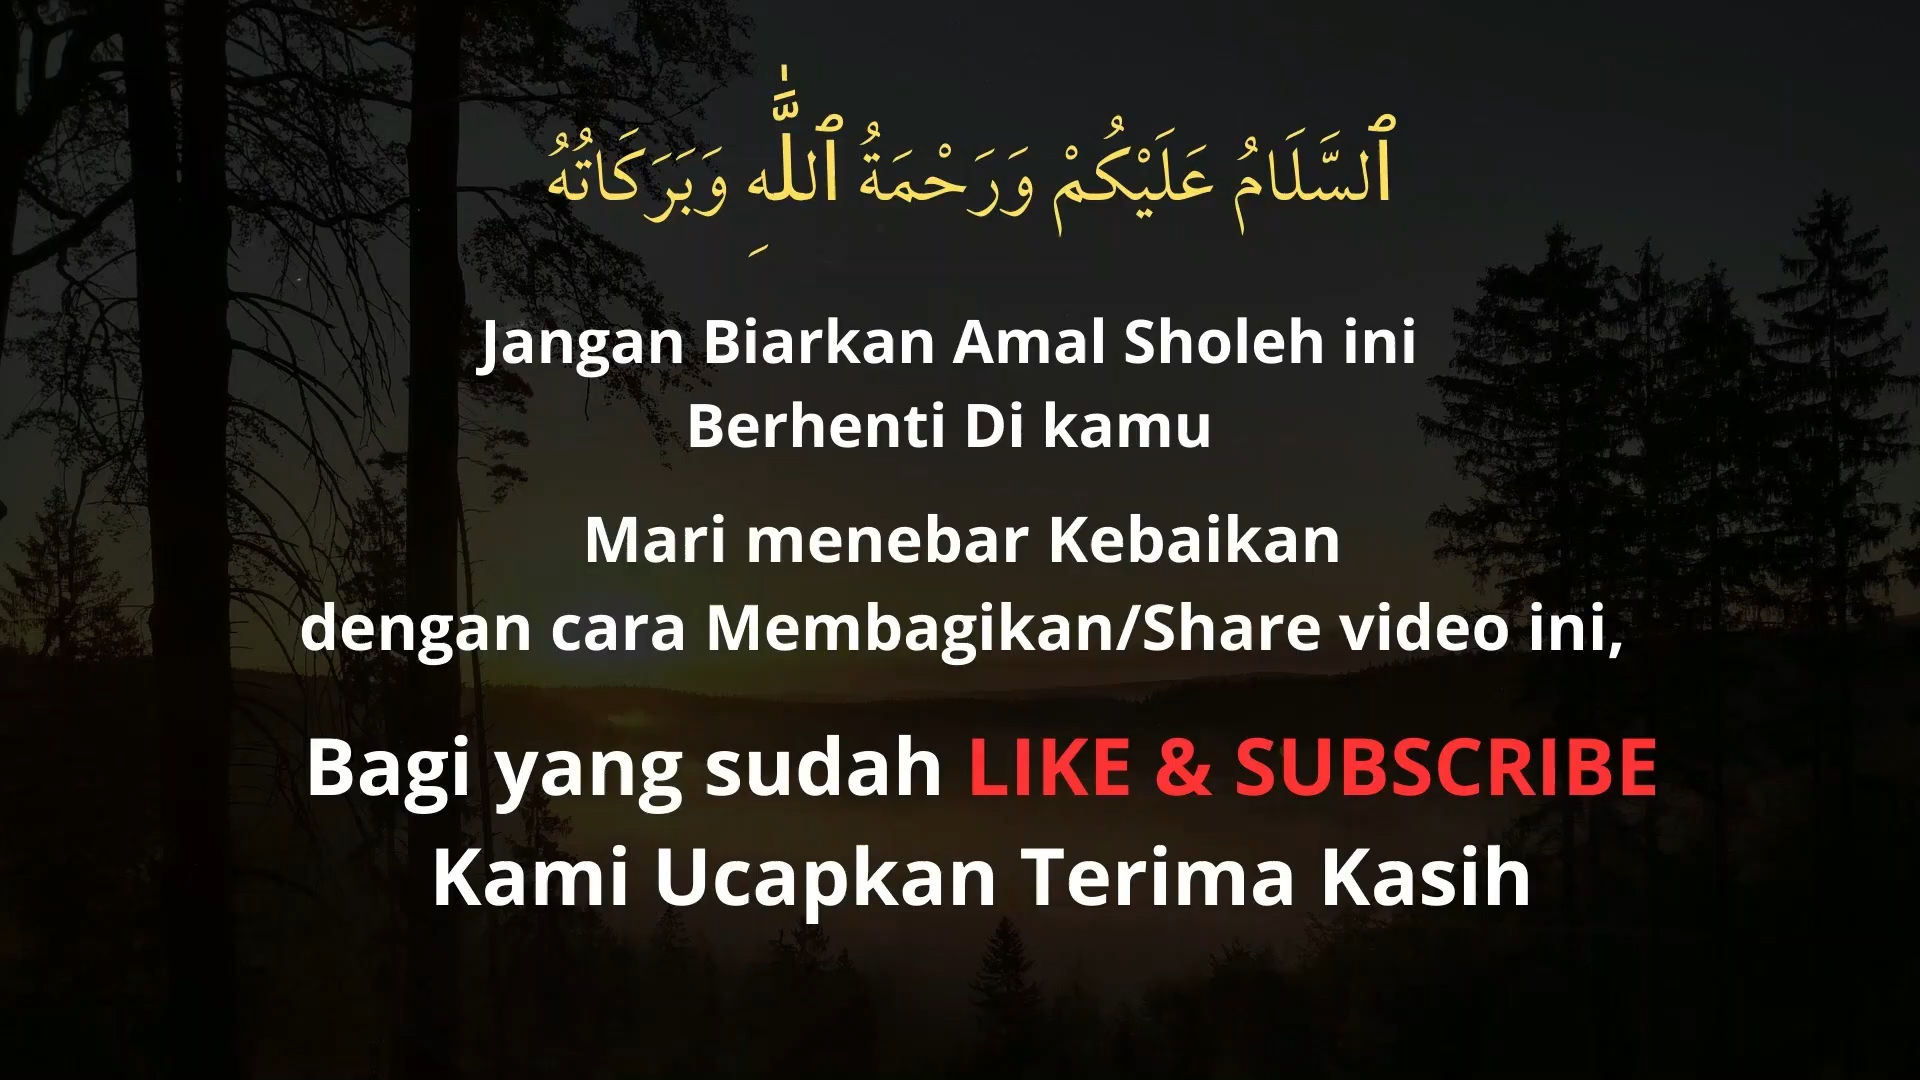 ٱلسَّلَامُ عَلَيْكُمْ وَرَحْمَةُ ٱللَّٰهِ وَبَرَكَاتُهُ
Jangan Biarkan Amal Sholeh ini
Berhenti Di kamu
Mari menebar Kebaikan
dengan cara Membagikan/Share video ini,
Bagi yang sudah LIKE & SUBSCRIBE
Kami Ucapkan Terima Kasih